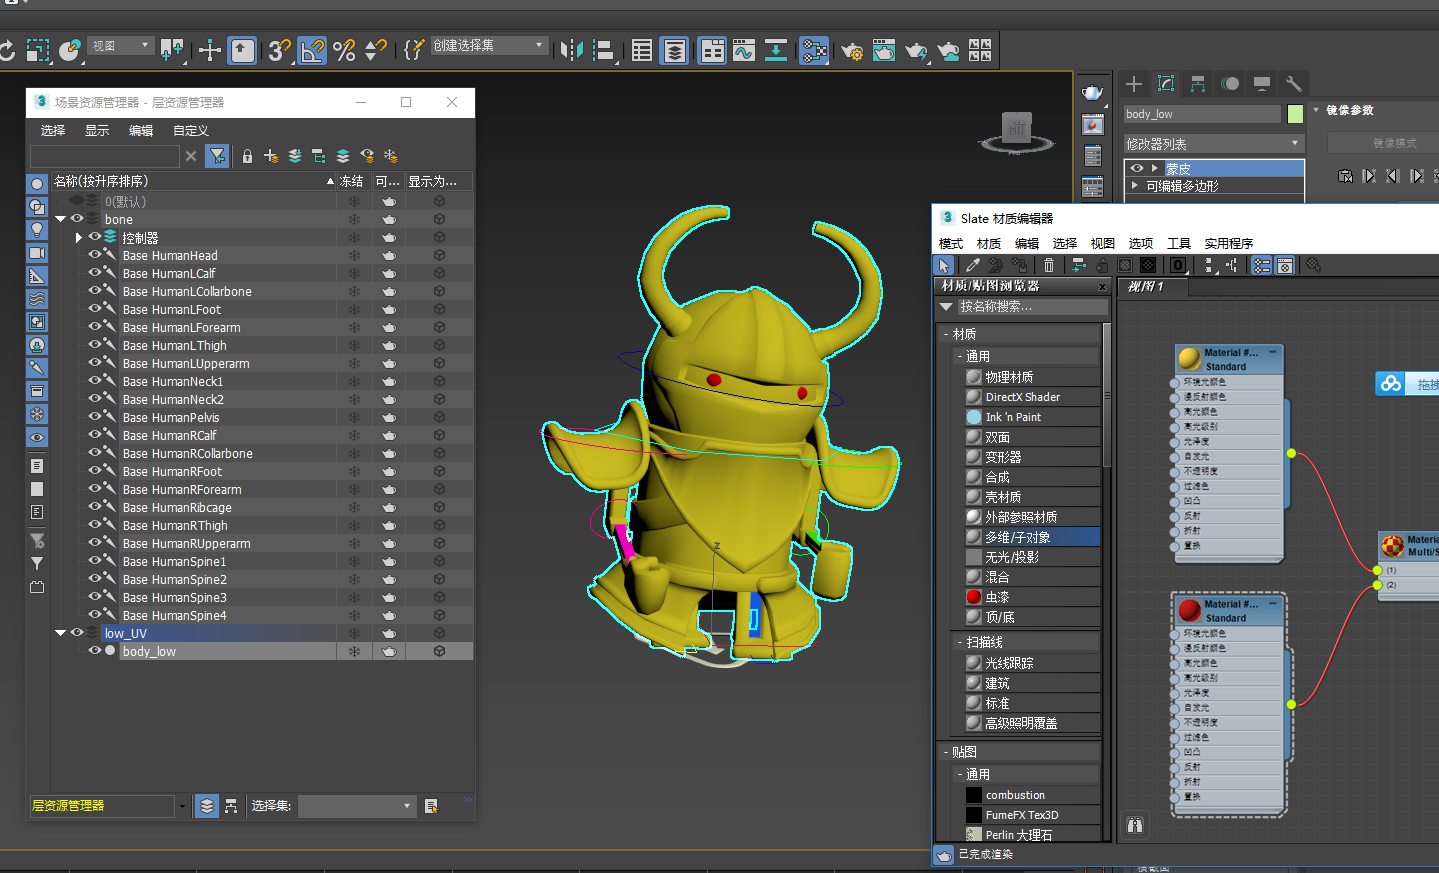 视图
3
%
创建选择集
3 场景资源管理器 - 层资源管理器
选择 显示 编辑 自定义
名称(按升序排序) 冻结 可... 显示为...
0(默认)
bone
控制器
Base HumanHead
Base HumanLCalf
Base HumanLCollarbone
Base HumanLFoot
Base HumanLForearm
Base HumanLThigh
Base HumanLUpperarm
Base HumanNeck1
Base HumanNeck2
Base HumanPelvis
Base HumanRCalf
Base HumanRCollarbone
Base HumanRFoot
Base HumanRForearm
Base HumanRibcage
Base HumanRThigh
Base HumanRUpperarm
Base HumanSpine1
Base HumanSpine2
Base HumanSpine3
Base HumanSpine4
low_UV
body_low
层资源管理器
选择集:
前
z
body_low
修改器列表
蒙皮
可编辑多边形
镜像参数
镜像模式
3 Slate 材质编辑器
模式 材质 编辑 选择 视图 选项 工具 实用程序
0
材质/贴图浏览器 x
按名称搜索...
- 材质
- 通用
物理材质
DirectX Shader
Ink 'n Paint
双面
变形器
合成
壳材质
外部参照材质
多维/子对象
无光/投影
混合
虫漆
顶/底
- 扫描线
光线跟踪
建筑
标准
高级照明覆盖
- 贴图
- 通用
combustion
FumeFX Tex3D
Perlin 大理石
已完成渲染
视图1
Material #...
Standard
环境光颜色
漫反射颜色
高光颜色
高光级别
光泽度
自发光
不透明度
过滤色
凹凸
反射
折射
置换
Material #...
Standard
环境光颜色
漫反射颜色
高光颜色
高光级别
光泽度
自发光
不透明度
过滤色
凹凸
反射
折射
置换
拖拽
Materia
Multi/S
(1)
(2)